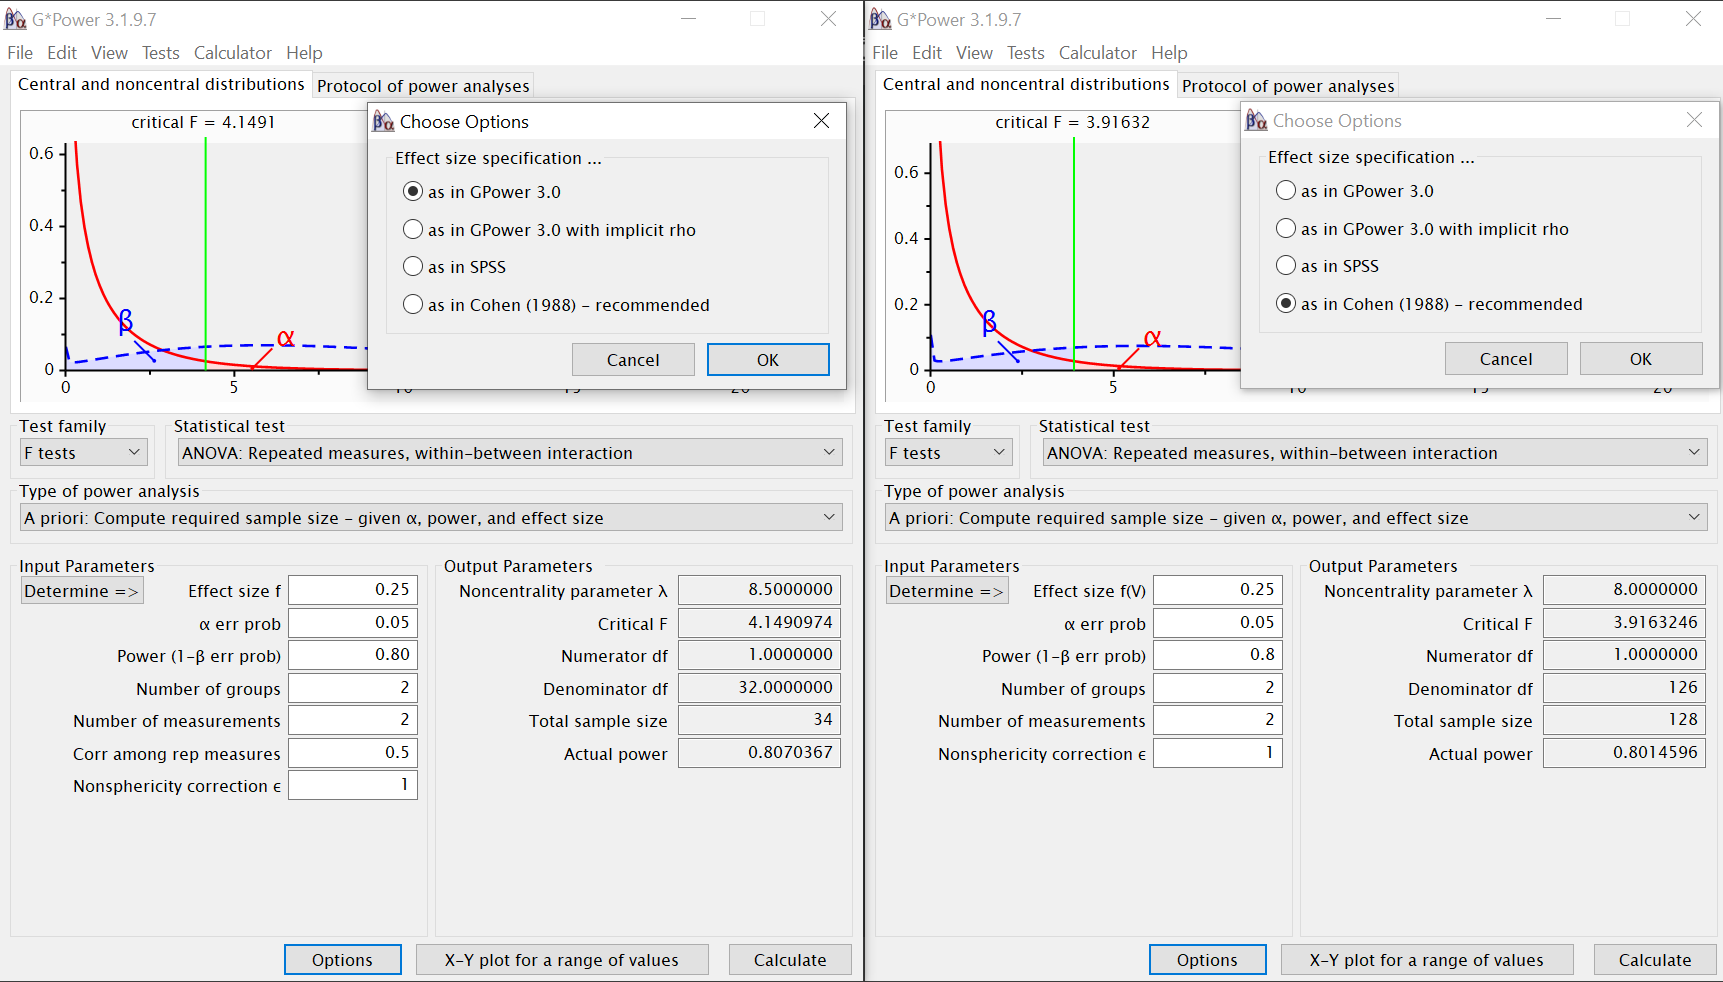 G*Power 3.1.9.7
File Edit View Tests Calculator Help
Central and noncentral distributions Protocol of power analyses
critical F = 4.1491
0.6
0.4
0.2
0
β
α
0 5
Choose Options
Effect size specification ...
as in GPower 3.0
as in GPower 3.0 with implicit rho
as in SPSS
as in Cohen (1988) - recommended
Cancel OK
Test family Statistical test
F tests ANOVA: Repeated measures, within-between interaction
Type of power analysis
A priori: Compute required sample size - given α, power, and effect size
Input Parameters
Determine => Effect size f 0.25
α err prob 0.05
Power (1-β err prob) 0.80
Number of groups 2
Number of measurements 2
Corr among rep measures 0.5
Nonsphericity correction ϵ 1
Output Parameters
Noncentrality parameter λ 8.5000000
Critical F 4.1490974
Numerator df 1.0000000
Denominator df 32.0000000
Total sample size 34
Actual power 0.8070367
Options X-Y plot for a range of values Calculate
G*Power 3.1.9.7
File Edit View Tests Calculator Help
Central and noncentral distributions Protocol of power analyses
critical F = 3.91632
0.6
0.4
0.2
0
β
α
0 5
Choose Options
Effect size specification ...
as in GPower 3.0
as in GPower 3.0 with implicit rho
as in SPSS
as in Cohen (1988) - recommended
Cancel OK
Test family Statistical test
F tests ANOVA: Repeated measures, within-between interaction
Type of power analysis
A priori: Compute required sample size - given α, power, and effect size
Input Parameters
Determine => Effect size f(V) 0.25
α err prob 0.05
Power (1-β err prob) 0.8
Number of groups 2
Number of measurements 2
Nonsphericity correction ϵ 1
Output Parameters
Noncentrality parameter λ 8.0000000
Critical F 3.9163246
Numerator df 1.0000000
Denominator df 126
Total sample size 128
Actual power 0.8014596
Options X-Y plot for a range of values Calculate